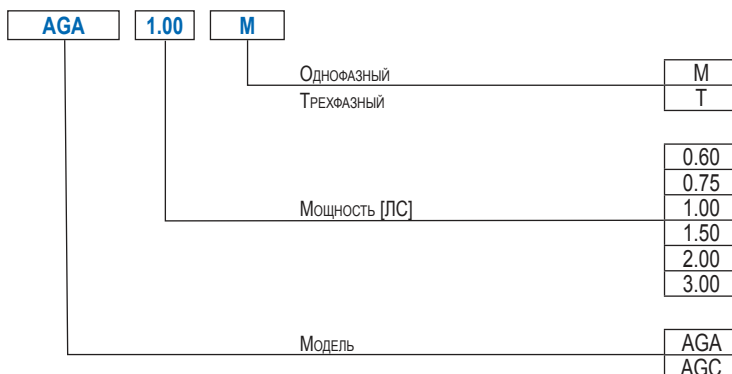 AGA 1.00 M
Однофазный M
Трехфазный T
0.60
0.75
Мощность [ЛС] 1.00
1.50
2.00
3.00
Модель AGA
AGC